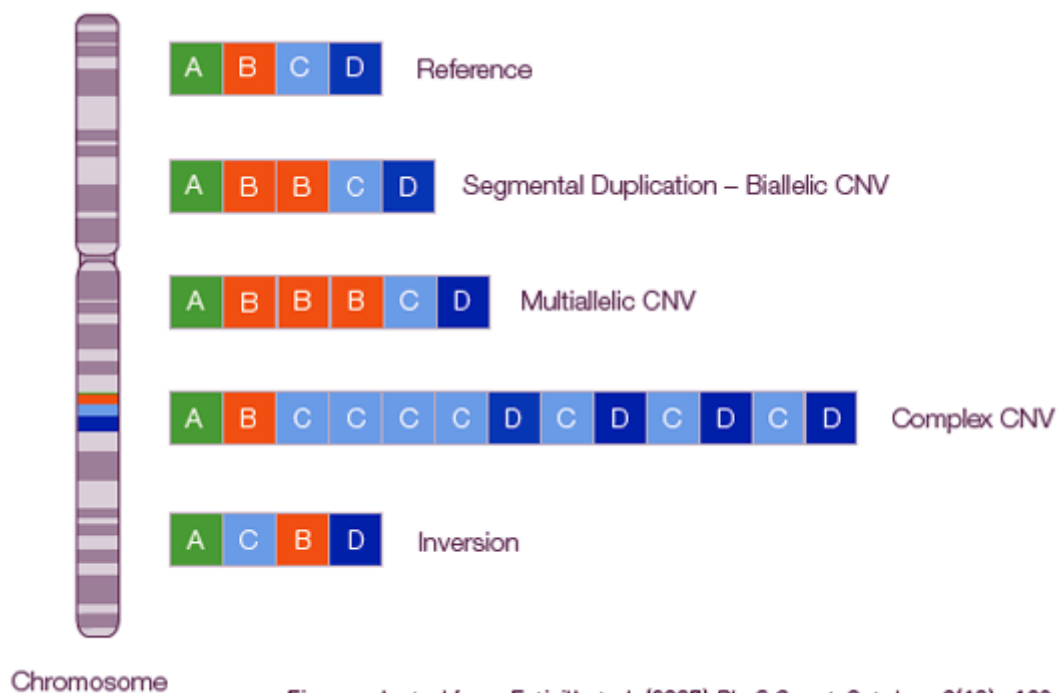 A B C D Reference
A B B C D Segmental Duplication – Biallelic CNV
A B B B C D Multiallelic CNV
A B C C C C D C D C D C D Complex CNV
A C B D Inversion
Chromosome